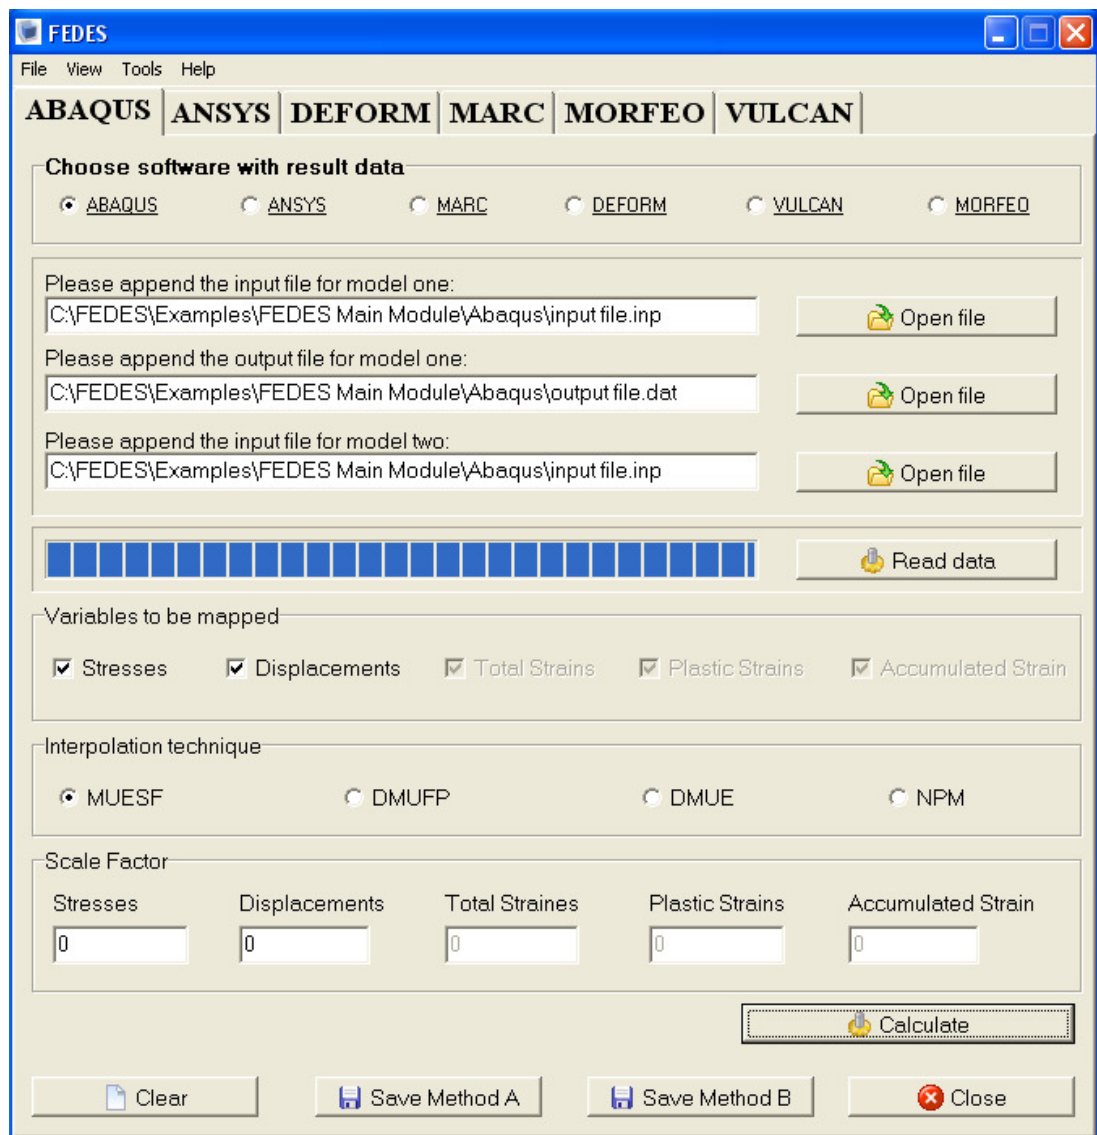 FEDES
File View Tools Help
ABAQUS ANSYS DEFORM MARC MORFEO VULCAN
Choose software with result data
ABAQUS ANSYS MARC DEFORM VULCAN MORFEO
Please append the input file for model one:
C:\FEDES\Examples\FEDES Main Module\Abaqus\input file.inp Open file
Please append the output file for model one:
C:\FEDES\Examples\FEDES Main Module\Abaqus\output file.dat Open file
Please append the input file for model two:
C:\FEDES\Examples\FEDES Main Module\Abaqus\input file.inp Open file
Read data
Variables to be mapped
Stresses Displacements Total Strains Plastic Strains Accumulated Strain
Interpolation technique
MUESF DMUFP DMUE NPM
Scale Factor
Stresses Displacements Total Straines Plastic Strains Accumulated Strain
0 0 0 0 0
Calculate
Clear Save Method A Save Method B Close